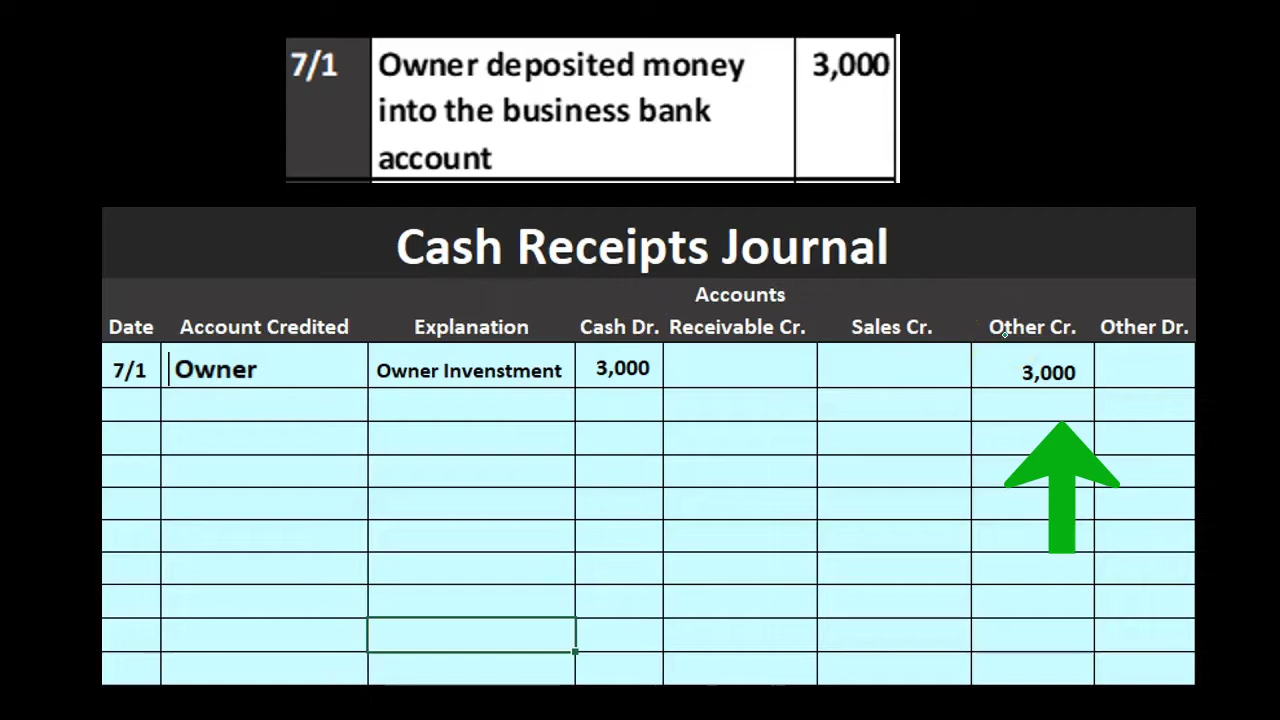 7/1 Owner deposited money 3,000
into the business bank
account
Cash Receipts Journal
Accounts
Date Account Credited Explanation Cash Dr. Receivable Cr. Sales Cr. Other Cr. Other Dr.
7/1 Owner Owner Invenstment 3,000 3,000